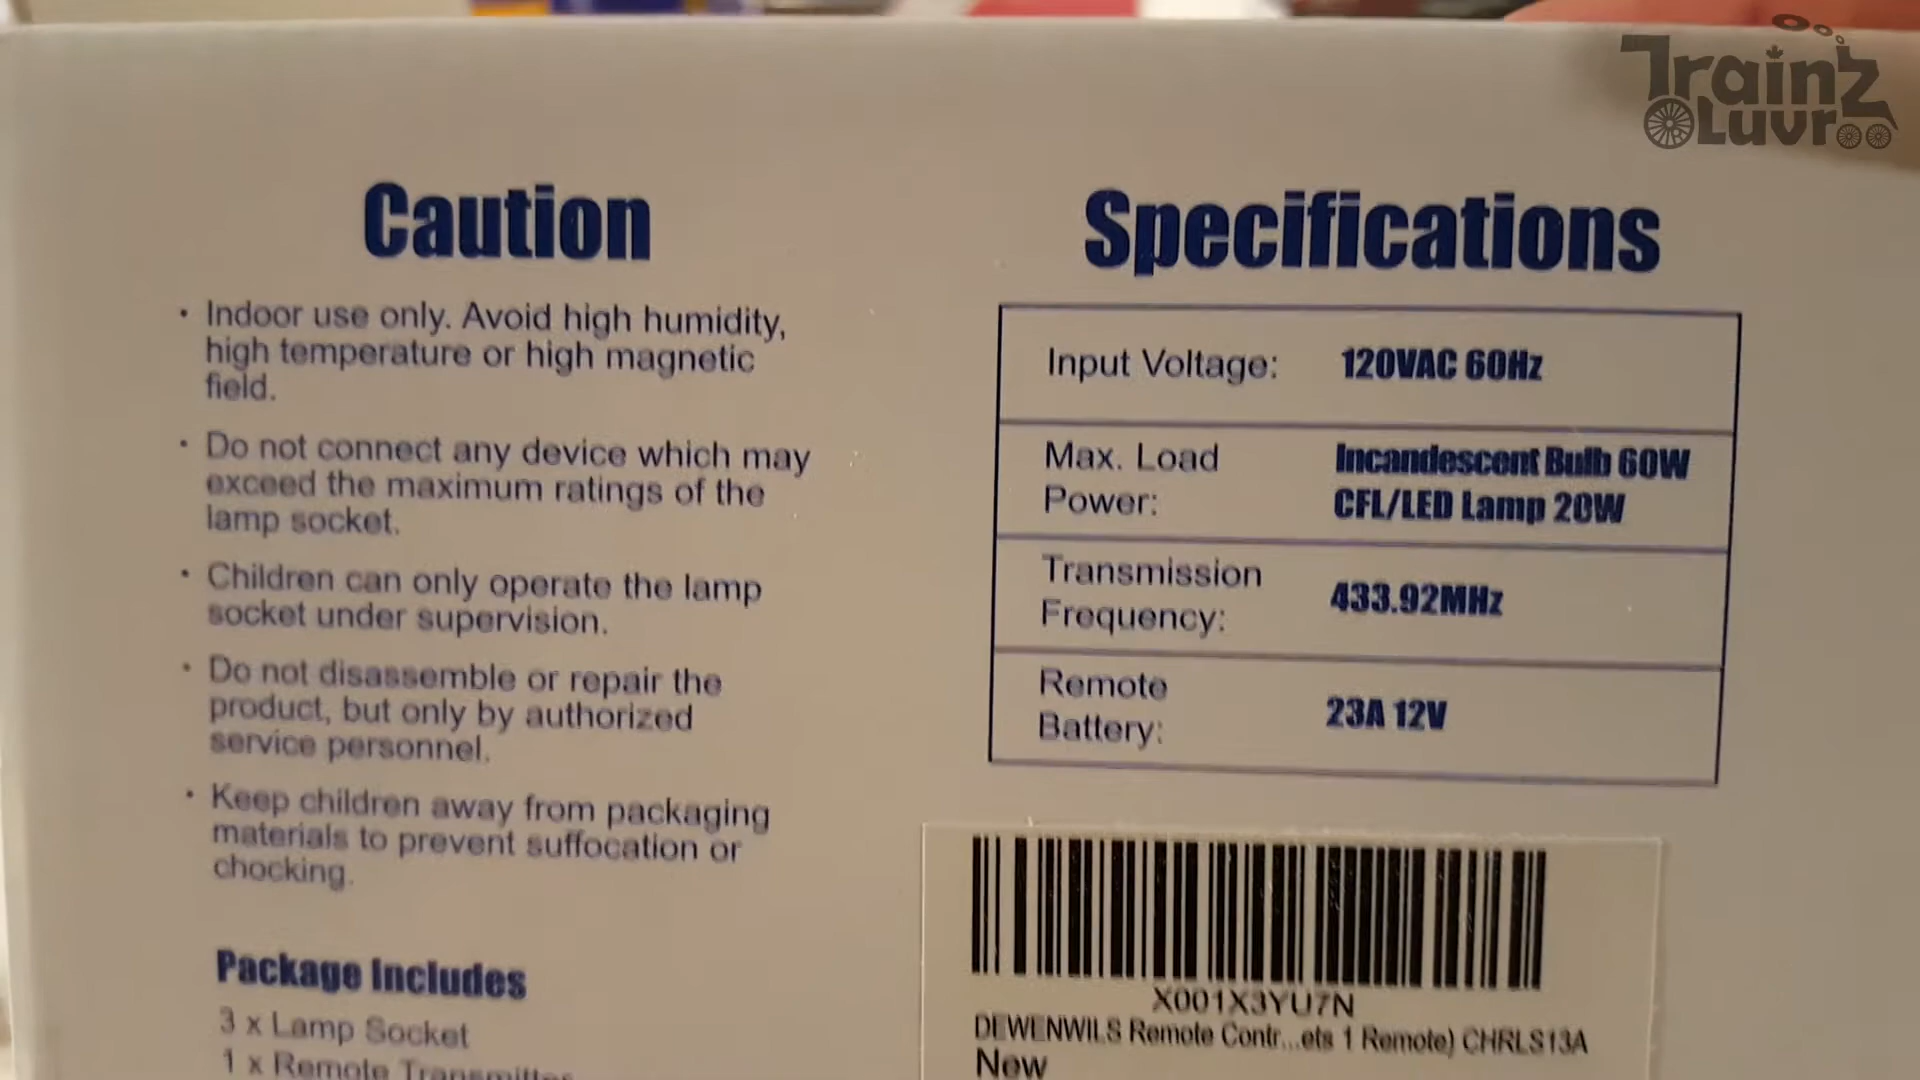 Trainz
Luvr
Caution
• Indoor use only. Avoid high humidity,
high temperature or high magnetic
field.
• Do not connect any device which may
exceed the maximum ratings of the
lamp socket.
• Children can only operate the lamp
socket under supervision.
• Do not disassemble or repair the
product, but only by authorized
service personnel.
• Keep children away from packaging
materials to prevent suffocation or
chocking.
Package Includes
3 x Lamp Socket
1 x Remote Transmitter
Specifications
Input Voltage: 120VAC 60Hz
Max. Load Incandescent Bulb 60W
Power: CFL/LED Lamp 20W
Transmission
Frequency: 433.92MHz
Remote
Battery: 23A 12V
X001X3YU7N
DEWENWILS Remote Contr...ets 1 Remote) CHRLS13A
New